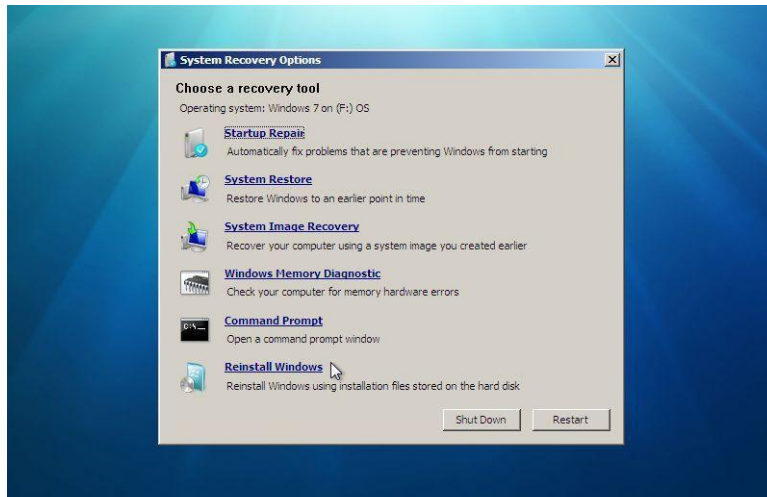 System Recovery Options
Choose a recovery tool
Operating system: Windows 7 on (F:) OS
Startup Repair
Automatically fix problems that are preventing Windows from starting
System Restore
Restore Windows to an earlier point in time
System Image Recovery
Recover your computer using a system image you created earlier
Windows Memory Diagnostic
Check your computer for memory hardware errors
C:\_
Command Prompt
Open a command prompt window
Reinstall Windows
Reinstall Windows using installation files stored on the hard disk
Shut Down Restart